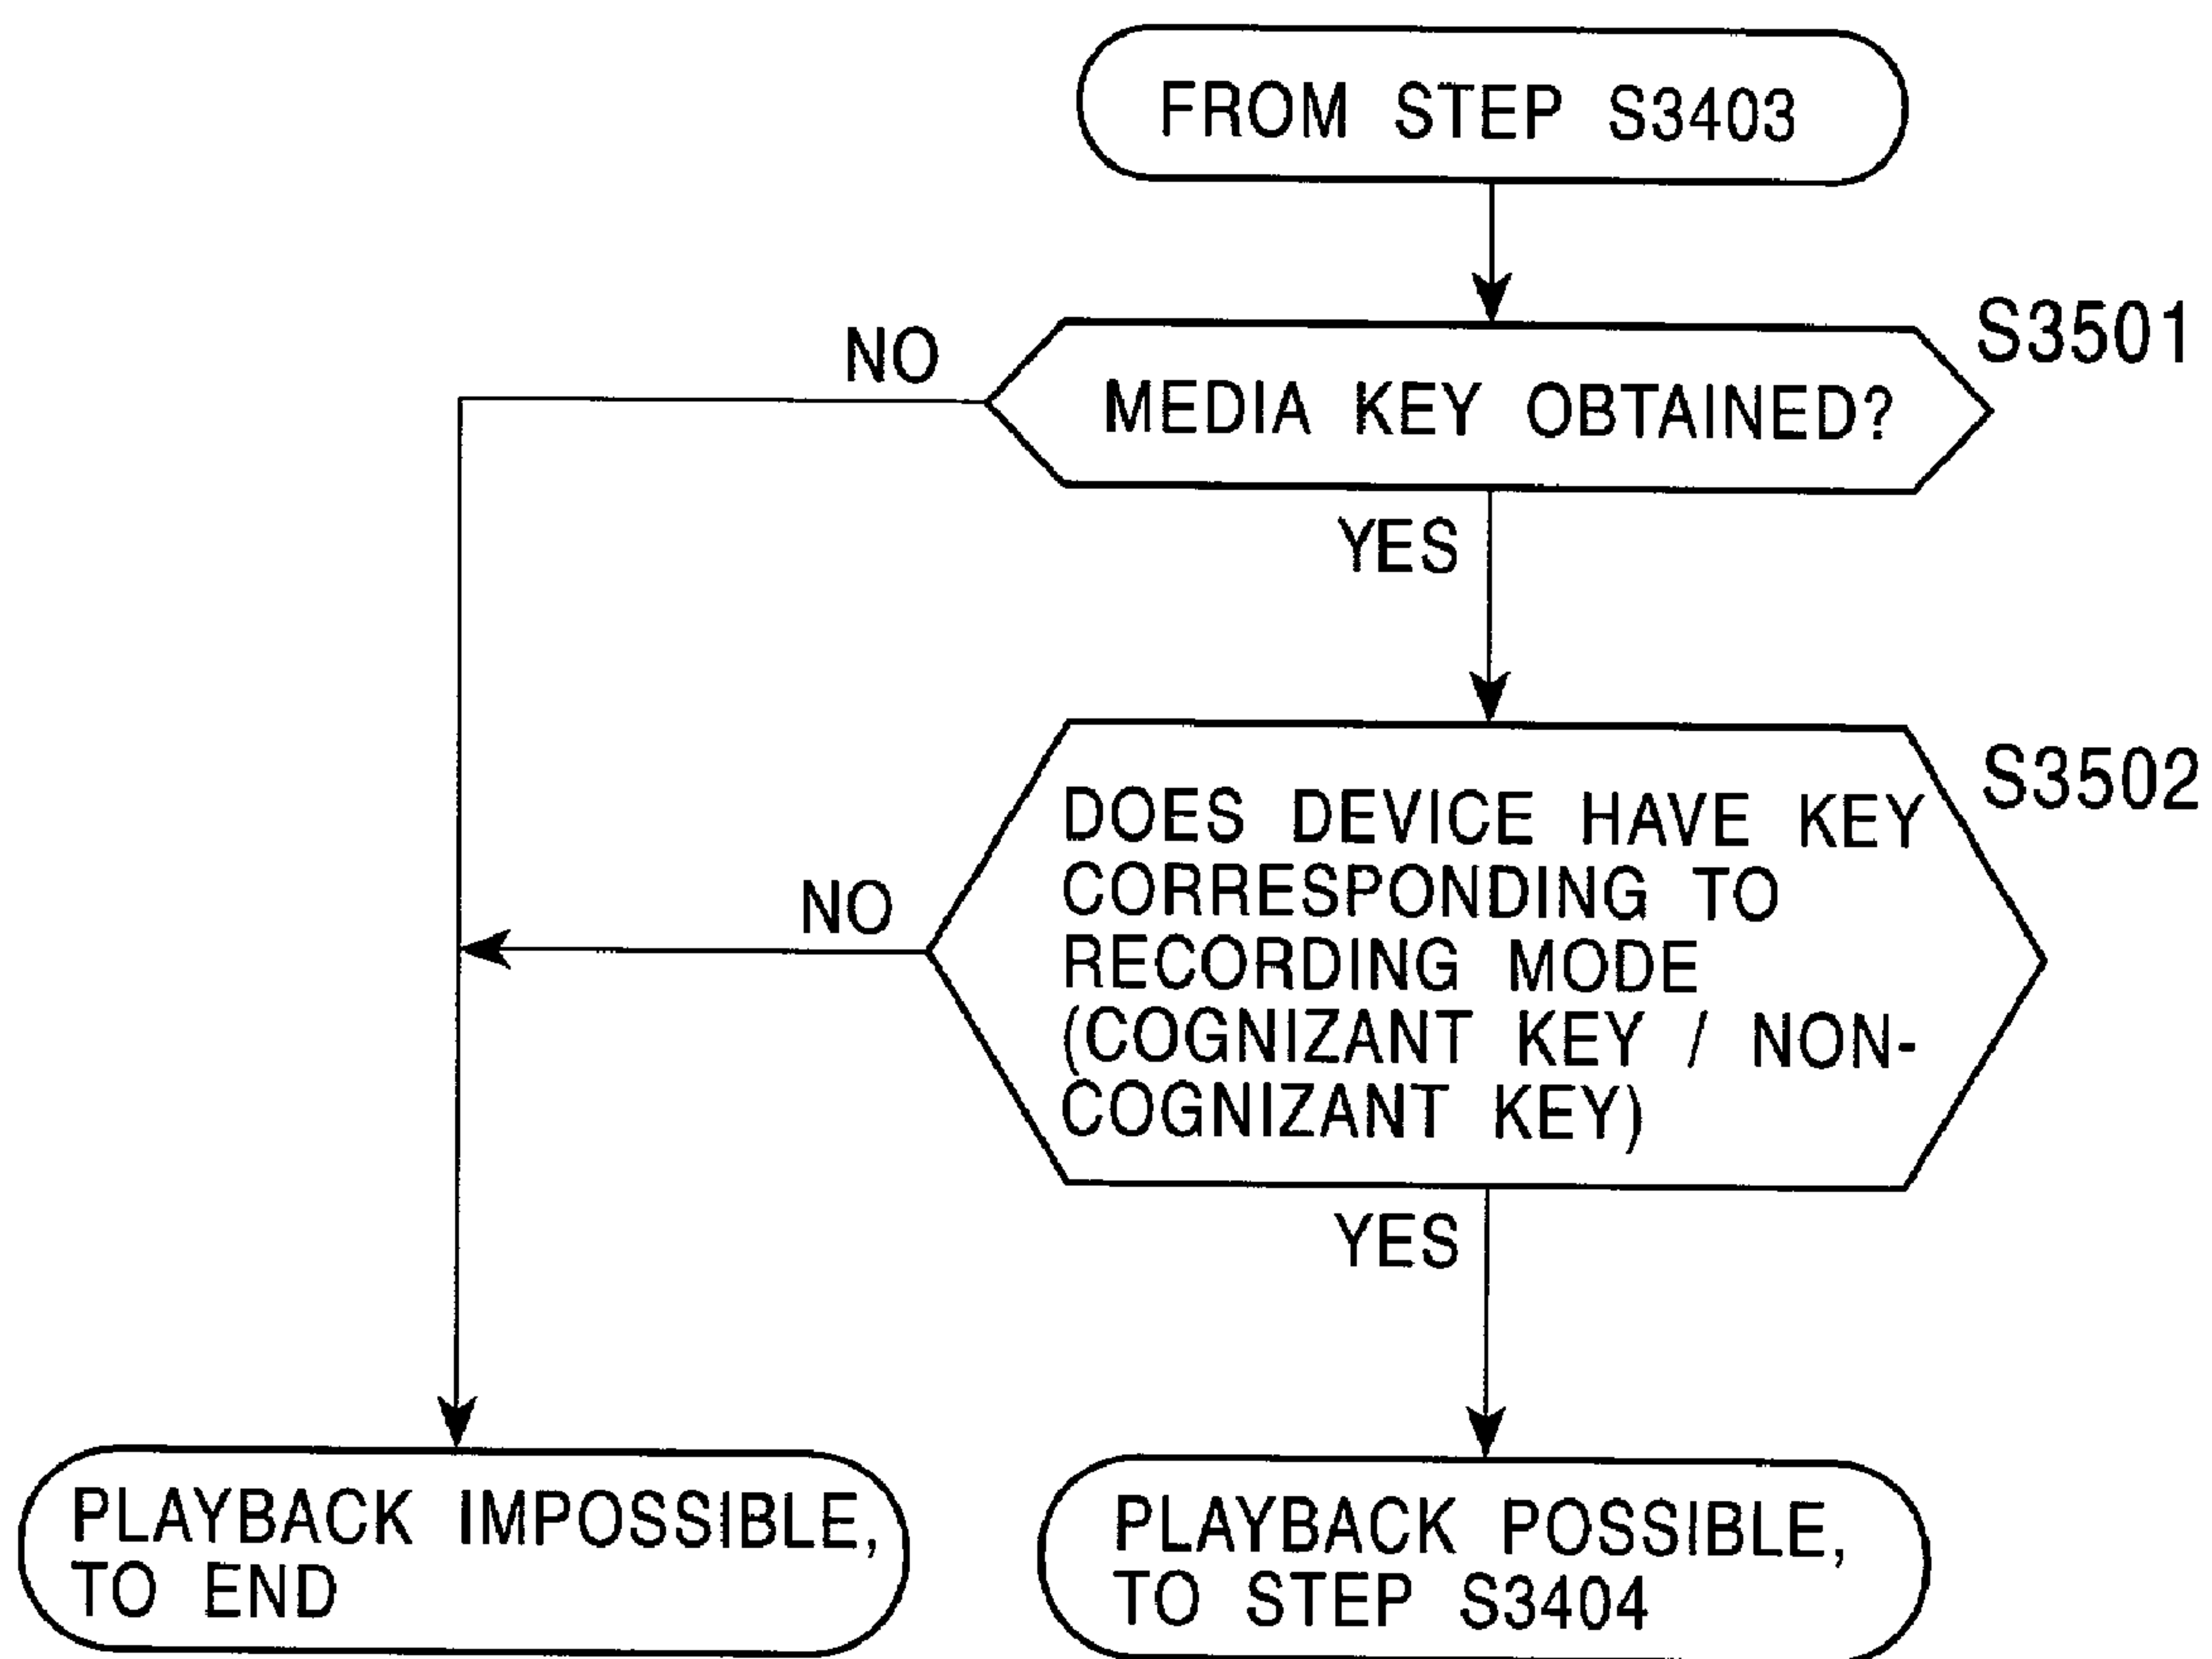 FROM STEP S3403
S3501
NO
MEDIA KEY OBTAINED?
YES
S3502
DOES DEVICE HAVE KEY
CORRESPONDING TO
RECORDING MODE
(COGNIZANT KEY / NON-
COGNIZANT KEY)
NO
YES
PLAYBACK IMPOSSIBLE,
TO END
PLAYBACK POSSIBLE,
TO STEP S3404